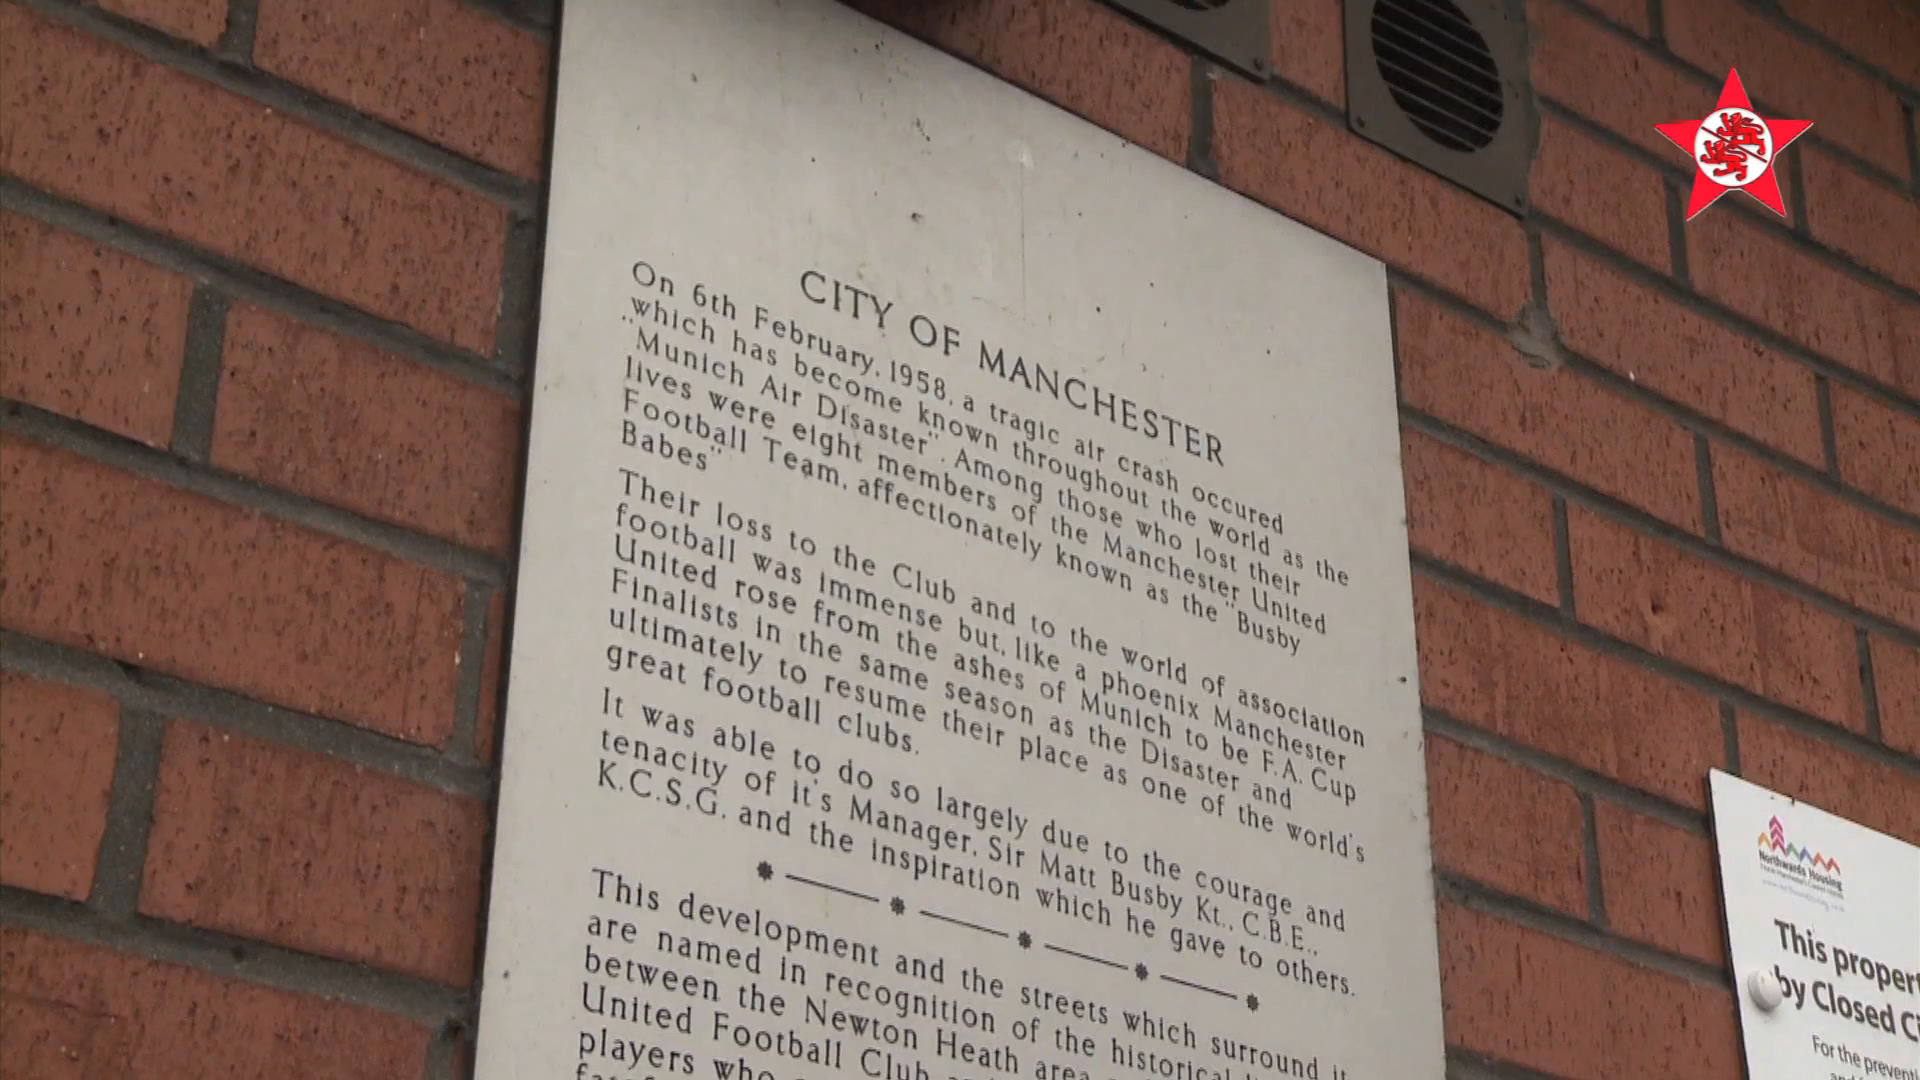 CITY OF MANCHESTER
On 6th February, 1958, a tragic air crash occured
which has become known throughout the world as the
"Munich Air Disaster". Among those who lost their
lives were eight members of the Manchester United
Football Team, affectionately known as the "Busby
Babes"
Their loss to the Club and to the world of association
football was immense but, like a phoenix Manchester
United rose from the ashes of Munich to be F.A. Cup
Finalists in the same season as the Disaster and
ultimately to resume their place as one of the world's
great football clubs.
It was able to do so largely due to the courage and
tenacity of it's Manager, Sir Matt Busby Kt., C.B.E.,
K.C.S.G. and the inspiration which he gave to others.
This development and the streets which surround it
are named in recognition of the historical
between the Newton Heath area
United Football Club
players who
Northwards Housing
This propert
by Closed Ci
For the preventi